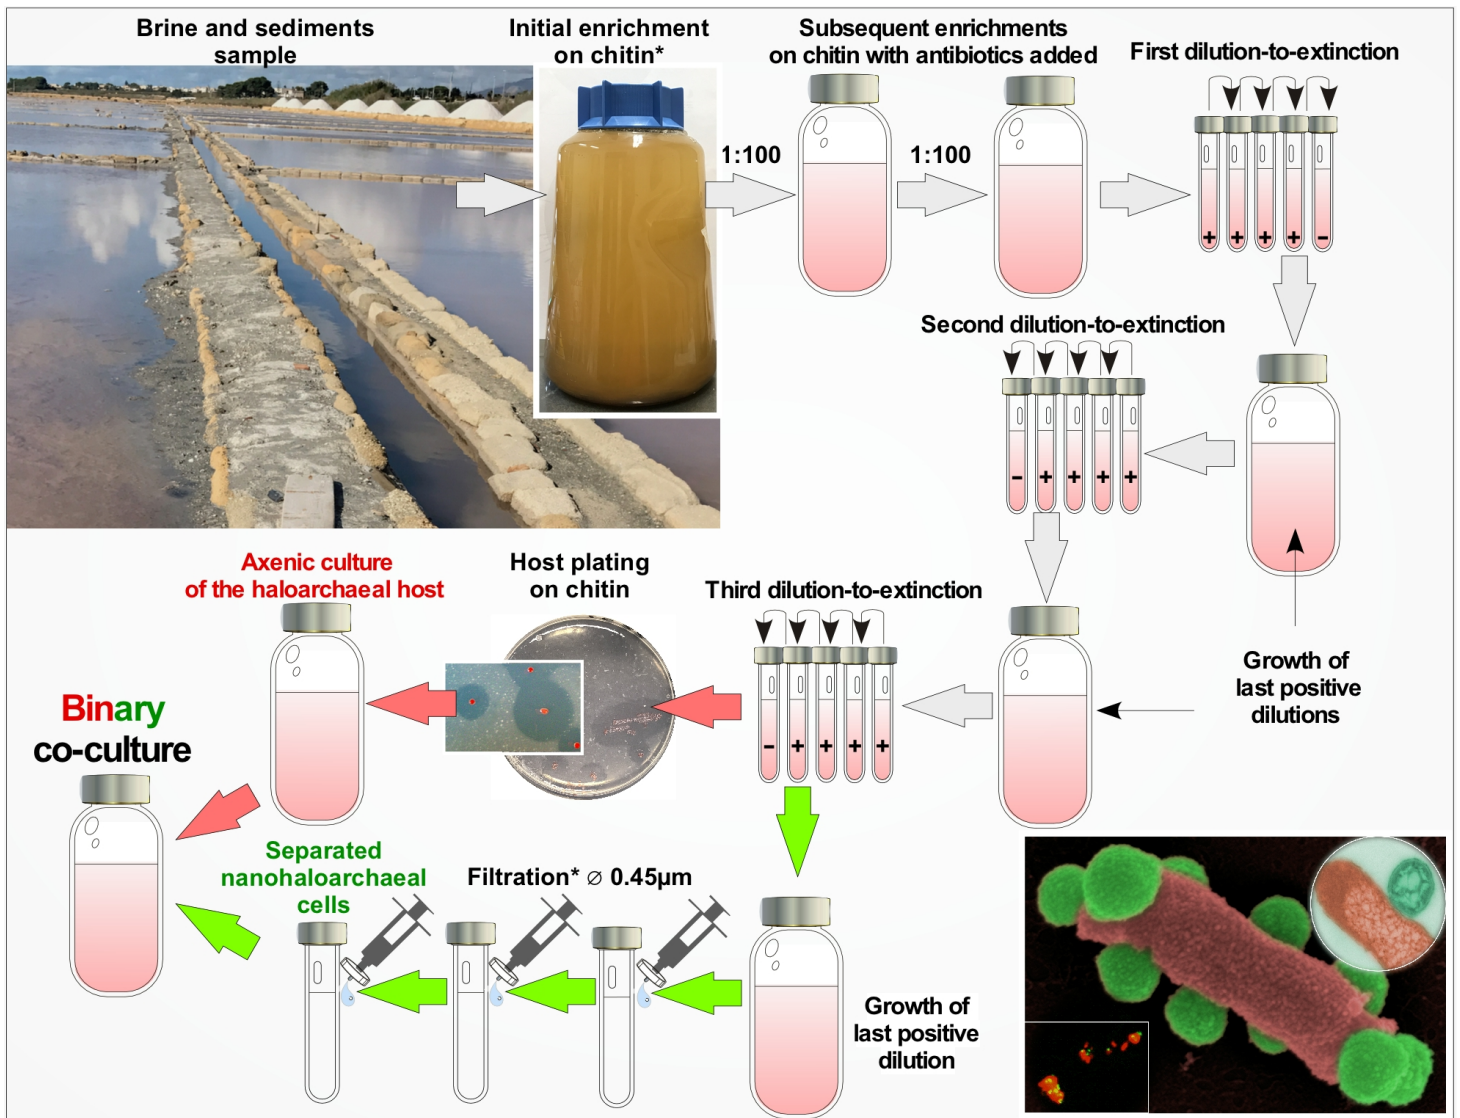 Brine and sediments
sample
Initial enrichment
on chitin*
Subsequent enrichments
on chitin with antibiotics added
First dilution-to-extinction
1:100
1:100
+ + + + -
Second dilution-to-extinction
- + + + +
Growth of
last positive
dilutions
Third dilution-to-extinction
- + + + +
Host plating
on chitin
Axenic culture
of the haloarchaeal host
Binary
co-culture
Separated
nanohaloarchaeal
cells
Filtration* ⌀ 0.45µm
Growth of
last positive
dilution